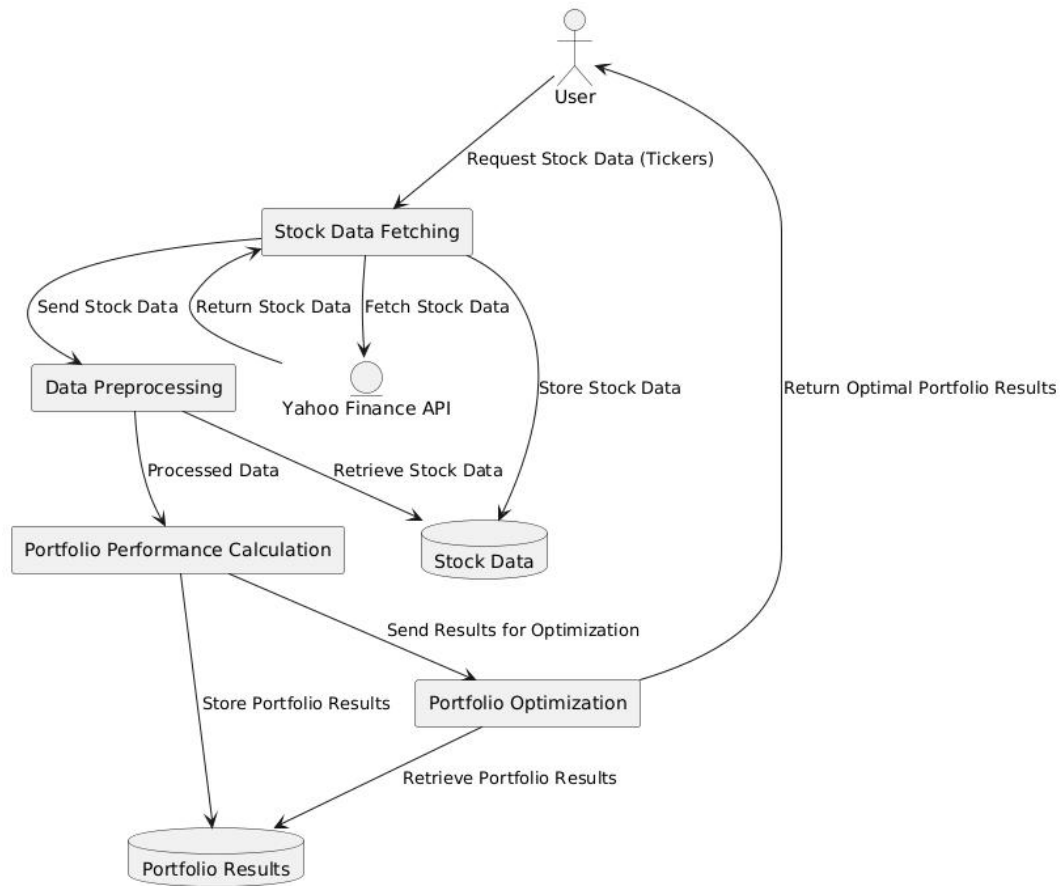 User
Request Stock Data (Tickers)
Stock Data Fetching
Send Stock Data
Return Stock Data
Fetch Stock Data
Data Preprocessing
Yahoo Finance API
Store Stock Data
Return Optimal Portfolio Results
Processed Data
Retrieve Stock Data
Portfolio Performance Calculation
Stock Data
Send Results for Optimization
Store Portfolio Results
Portfolio Optimization
Retrieve Portfolio Results
Portfolio Results